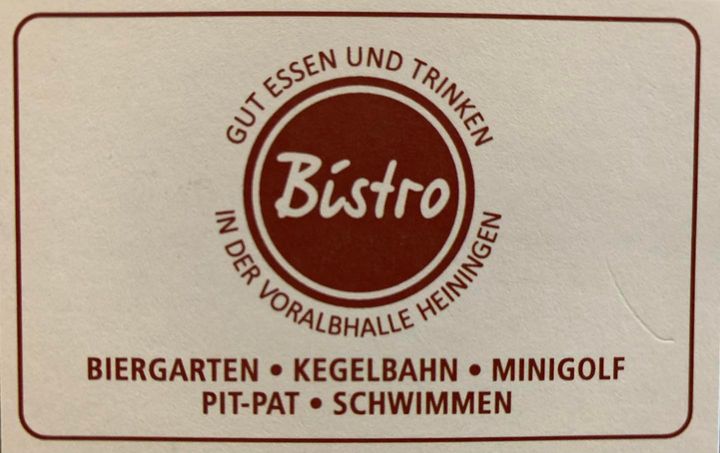 GUT ESSEN UND TRINKEN
Bistro
IN DER VORALBHALLE HEININGEN
BIERGARTEN • KEGELBAHN • MINIGOLF
PIT-PAT • SCHWIMMEN